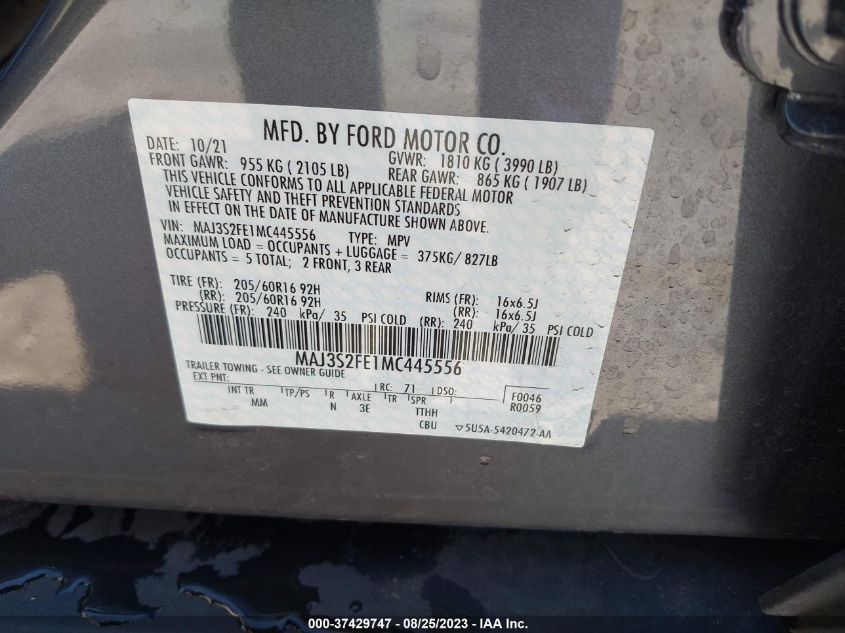 MFD. BY FORD MOTOR CO.
DATE: 10/21 GVWR: 1810 KG ( 3990 LB)
FRONT GAWR: 955 KG ( 2105 LB) REAR GAWR: 865 KG ( 1907 LB)
THIS VEHICLE CONFORMS TO ALL APPLICABLE FEDERAL MOTOR
VEHICLE SAFETY AND THEFT PREVENTION STANDARDS
IN EFFECT ON THE DATE OF MANUFACTURE SHOWN ABOVE.
VIN: MAJ3S2FE1MC445556 TYPE: MPV
MAXIMUM LOAD = OCCUPANTS + LUGGAGE = 375KG/ 827LB
OCCUPANTS = 5 TOTAL; 2 FRONT, 3 REAR
TIRE (FR): 205/60R16 92H RIMS (FR): 16x6.5J
(RR): 205/60R16 92H (RR): 16x6.5J
PRESSURE (FR): 240 kPa/ 35 PSI COLD (RR): 240 kPa/ 35 PSI COLD
MAJ3S2FE1MC445556
TRAILER TOWING - SEE OWNER GUIDE
EXT PNT: RC: 71 DSO: F0046
INT TR TP/PS R AXLE TR SPR R0059
MM N 3E TTHH
CBU ▽5U5A-5420472-AA
000-37429747 - 08/25/2023 - IAA Inc.